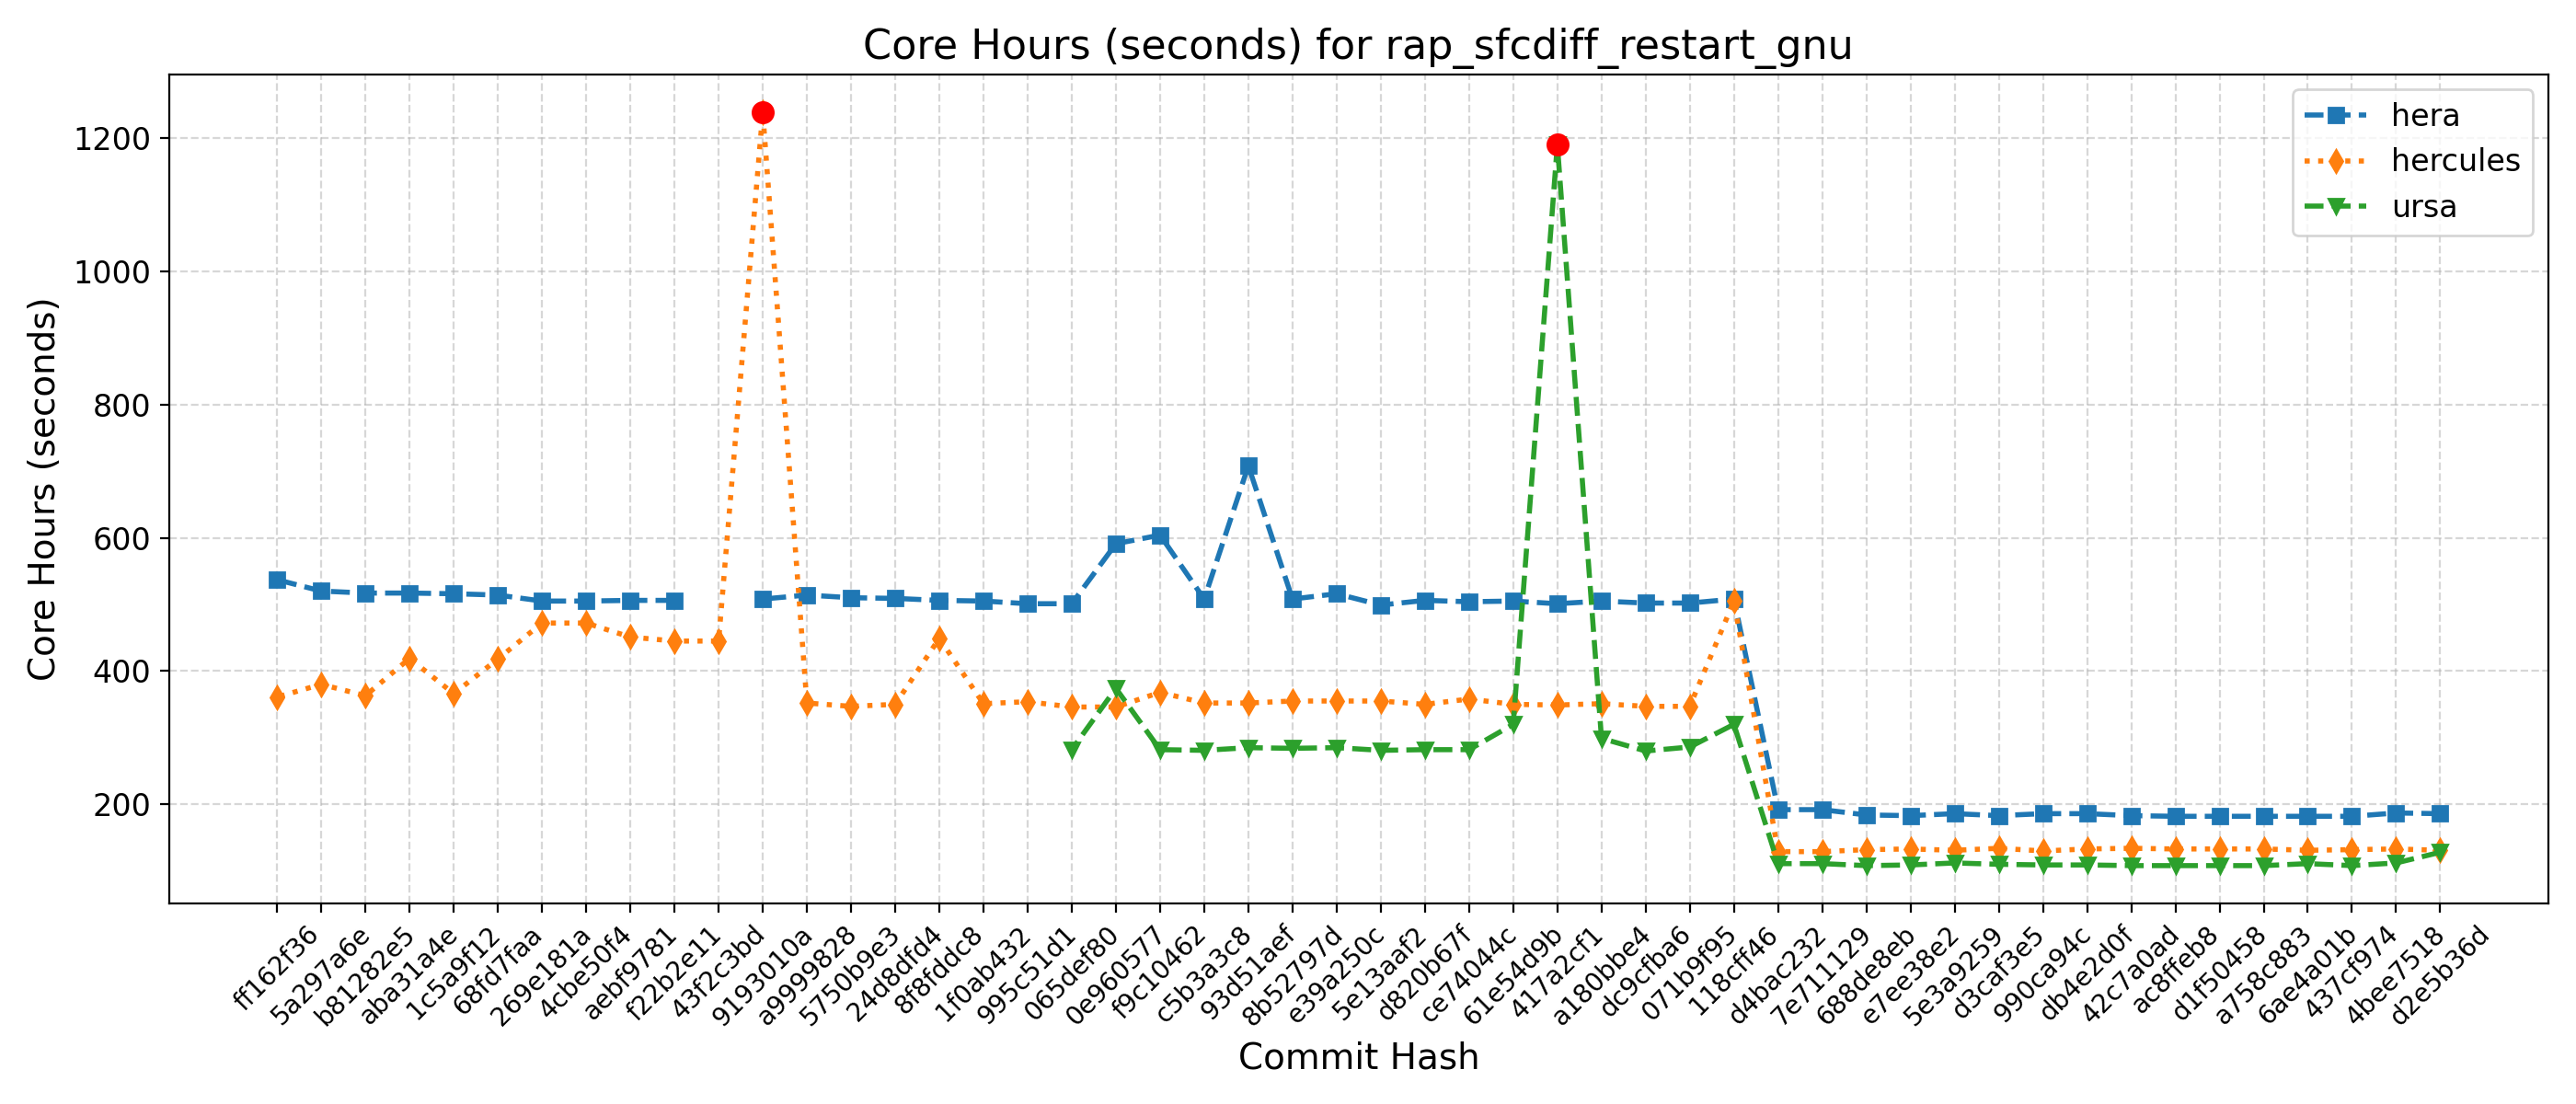 Core Hours (seconds) for rap_sfcdiff_restart_gnu
Core Hours (seconds)
1200
1000
800
600
400
200
hera
hercules
ursa
ff162f36
5a297a6e
b81282e5
aba31a4e
1c5a9f12
68fd7faa
269e181a
4cbe50f4
aebf9781
f22b2e11
43f2c3bd
9193010a
a9999828
5750b9e3
24d8dfd4
8f8fddc8
1f0ab432
995c51d1
065def80
0e960577
f9c10462
c5b3a3c8
93d51aef
8b52797d
e39a250c
5e13aaf2
d820b67f
ce74044c
61e54d9b
417a2cf1
a180bbe4
dc9cfba6
071b9f95
118cff46
d4bac232
7e711129
688de8eb
e7ee38e2
5e3a9259
d3caf3e5
990ca94c
db4e2d0f
42c7a0ad
ac8ffeb8
d1f50458
a758c883
6ae4a01b
437cf974
4bee7518
d2e5b36d
Commit Hash